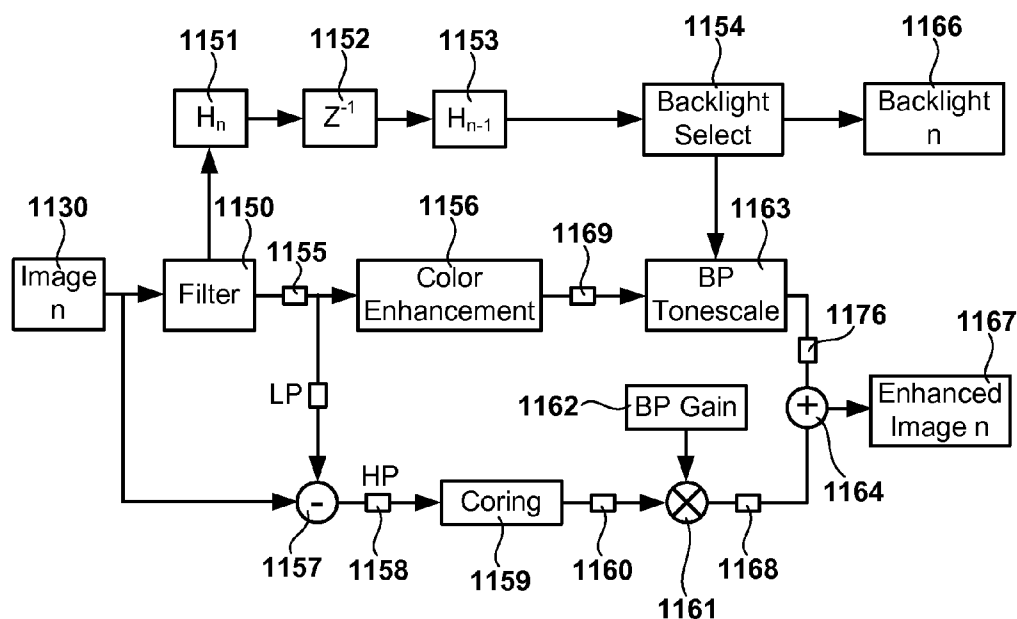 1151
1152
1153
1154
1166
Hn
Z-1
Hn-1
Backlight
Select
Backlight
n
1130
1150
1155
1156
1169
1163
Image
n
Filter
Color
Enhancement
BP
Tonescale
1176
1167
LP
1162
BP Gain
+
Enhanced
Image n
1164
HP
-
Coring
1157
1158
1159
1160
1161
1168